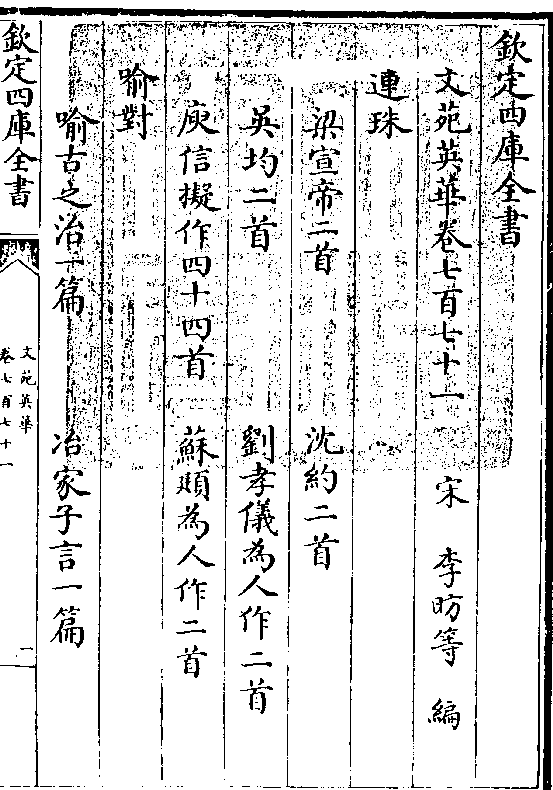 欽定四庫全書
文苑英華卷七百七十一　宋　李昉等　編
連珠
梁宣帝二首　沈約二首
吳均二首　劉孝儀為人作二首
庾信擬作四十四首　蘇頲為人作二首
喻對
喻古之治一篇　冶家子言一篇
欽定四庫全書
文苑英華
卷七百七十一
一